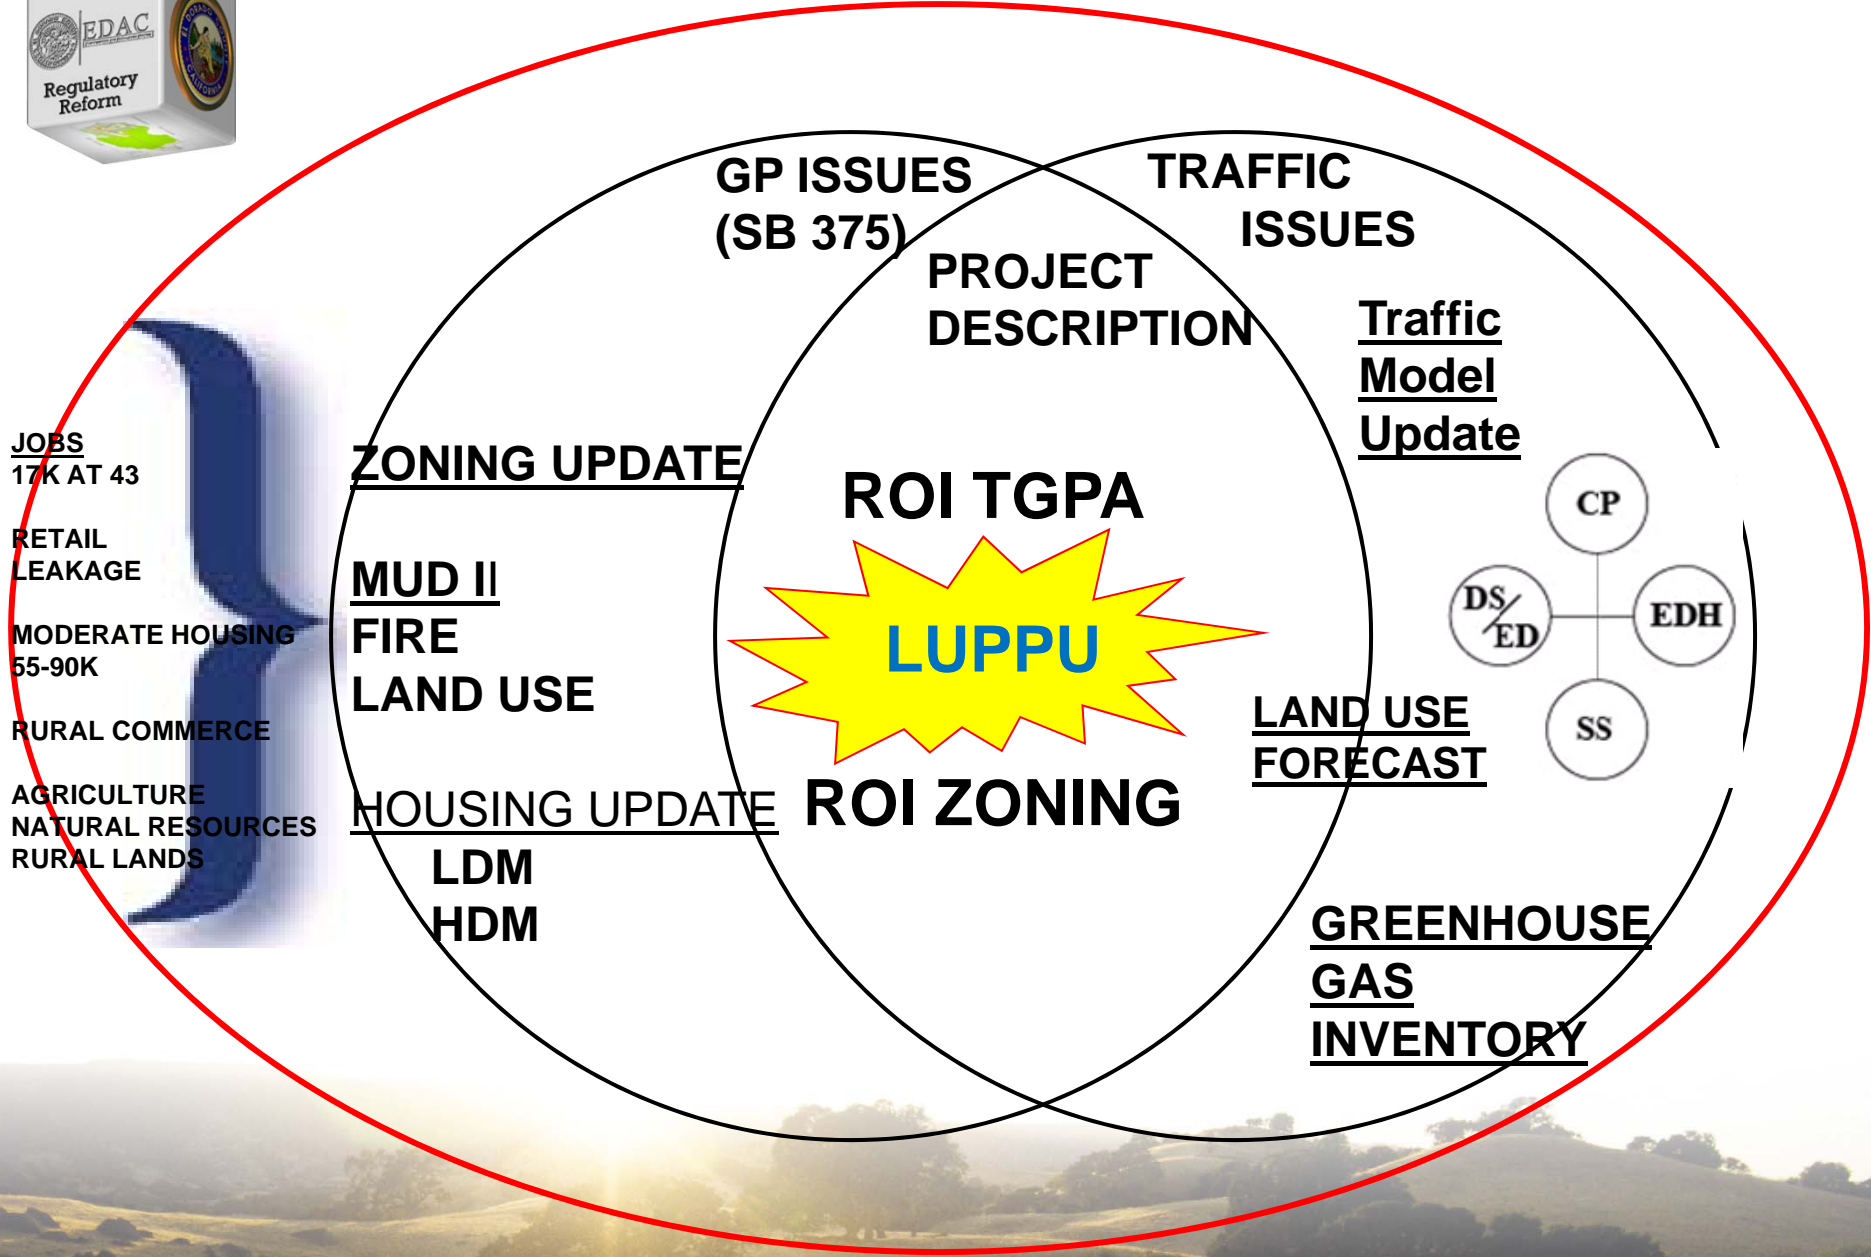 EDAC
Regulatory
Reform
EL DORADO
CALIFORNIA
GP ISSUES
(SB 375)
TRAFFIC
ISSUES
PROJECT
DESCRIPTION
Traffic
Model
Update
JOBS
17K AT 43
RETAIL
LEAKAGE
MODERATE HOUSING
55-90K
RURAL COMMERCE
AGRICULTURE
NATURAL RESOURCES
RURAL LANDS
ZONING UPDATE
MUD II
FIRE
LAND USE
HOUSING UPDATE
LDM
HDM
ROI TGPA
LUPPU
ROI ZONING
CP
DS/
ED
EDH
SS
LAND USE
FORECAST
GREENHOUSE
GAS
INVENTORY